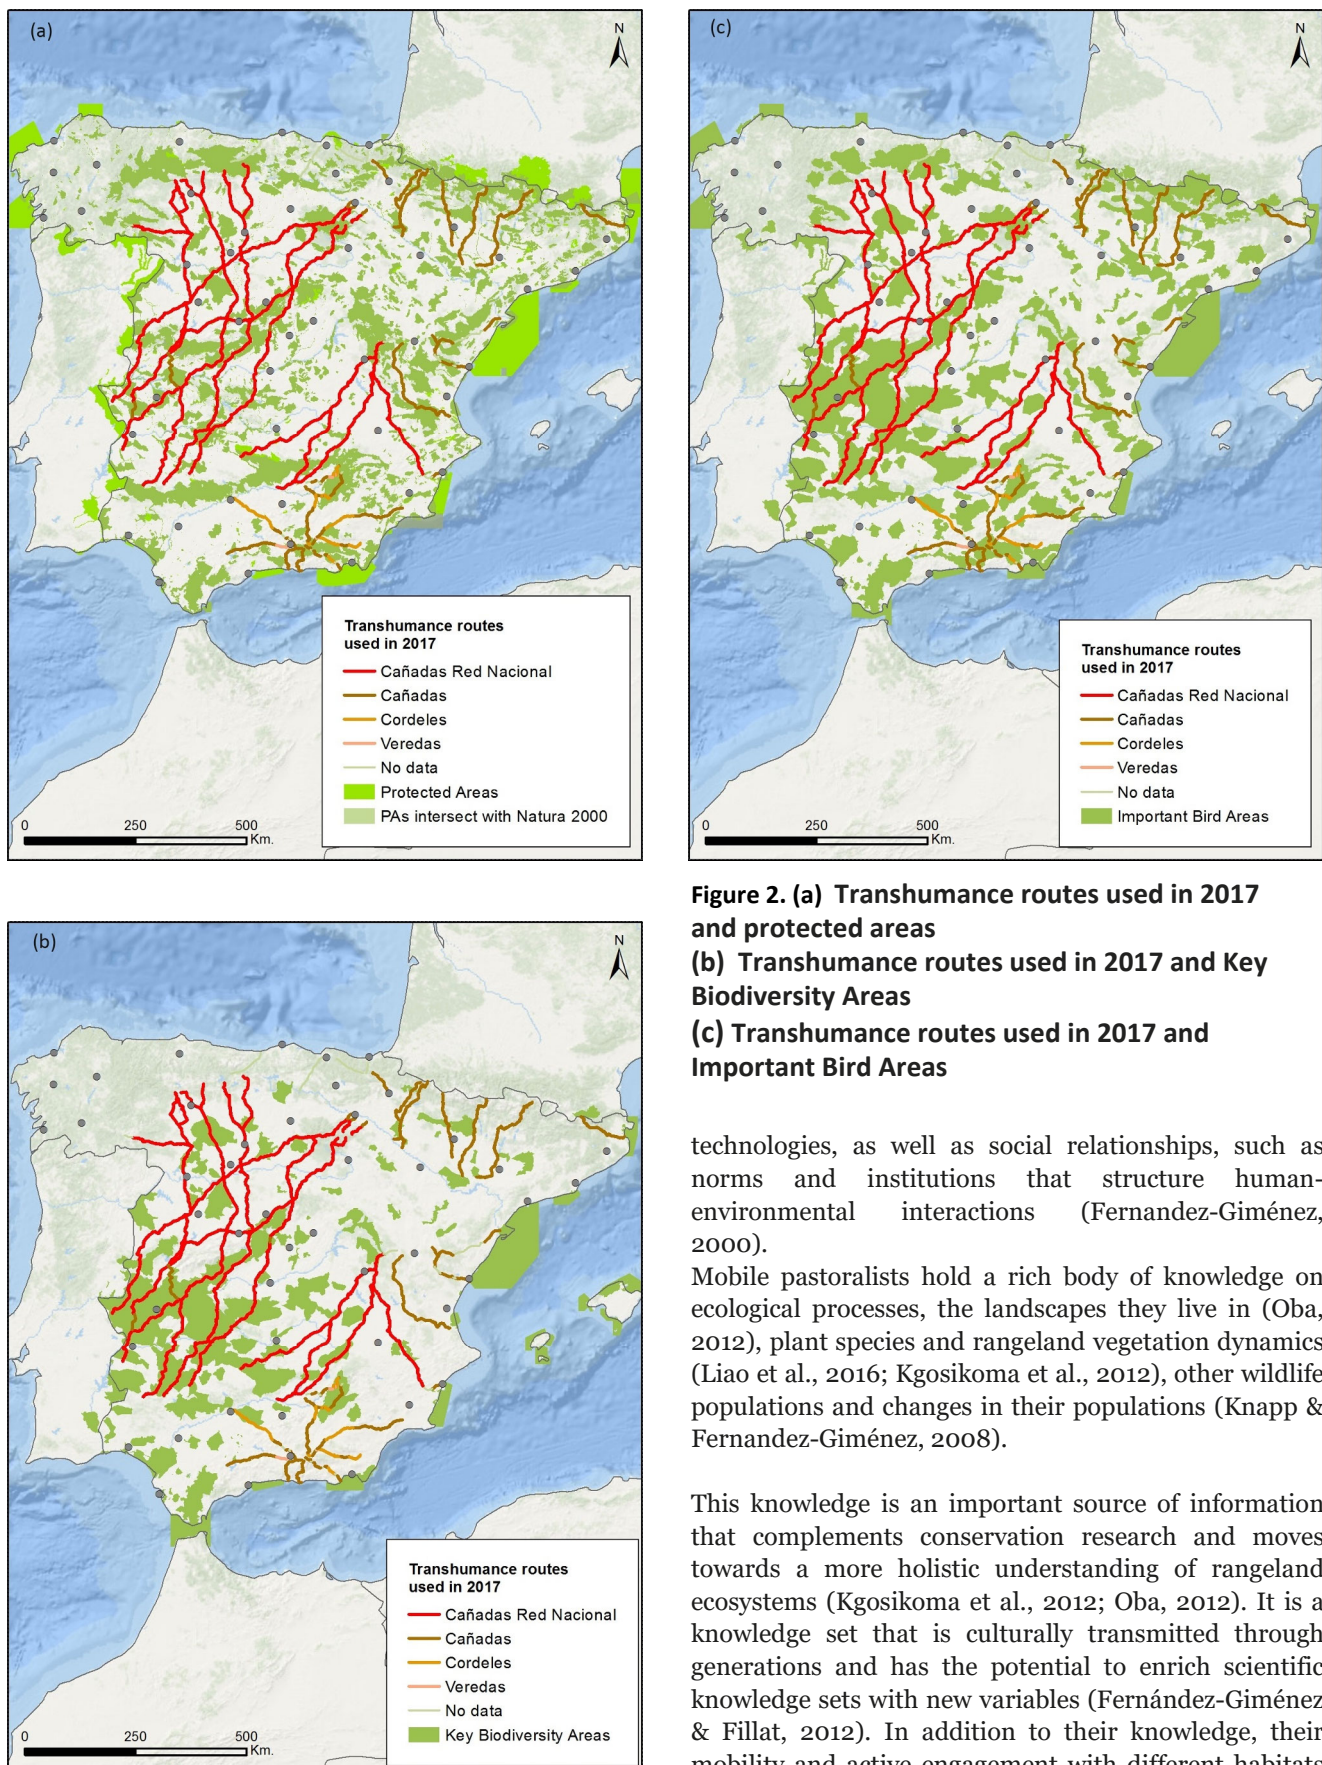 (a)
N
Transhumance routes
used in 2017
Cañadas Red Nacional
Cañadas
Cordeles
Veredas
No data
Protected Areas
PAs intersect with Natura 2000
0 250 500
Km.
(c)
N
Transhumance routes
used in 2017
Cañadas Red Nacional
Cañadas
Cordeles
Veredas
No data
Important Bird Areas
0 250 500
Km.
(b)
N
Transhumance routes
used in 2017
Cañadas Red Nacional
Cañadas
Cordeles
Veredas
No data
Key Biodiversity Areas
0 250 500
Km.
Figure 2. (a) Transhumance routes used in 2017
and protected areas
(b) Transhumance routes used in 2017 and Key
Biodiversity Areas
(c) Transhumance routes used in 2017 and
Important Bird Areas
technologies, as well as social relationships, such as
norms and institutions that structure human-
environmental interactions (Fernandez-Giménez,
2000).
Mobile pastoralists hold a rich body of knowledge on
ecological processes, the landscapes they live in (Oba,
2012), plant species and rangeland vegetation dynamics
(Liao et al., 2016; Kgosikoma et al., 2012), other wildlife
populations and changes in their populations (Knapp &
Fernandez-Giménez, 2008).
This knowledge is an important source of information
that complements conservation research and moves
towards a more holistic understanding of rangeland
ecosystems (Kgosikoma et al., 2012; Oba, 2012). It is a
knowledge set that is culturally transmitted through
generations and has the potential to enrich scientific
knowledge sets with new variables (Fernández-Giménez
& Fillat, 2012). In addition to their knowledge, their
mobility and active engagement with different habitats